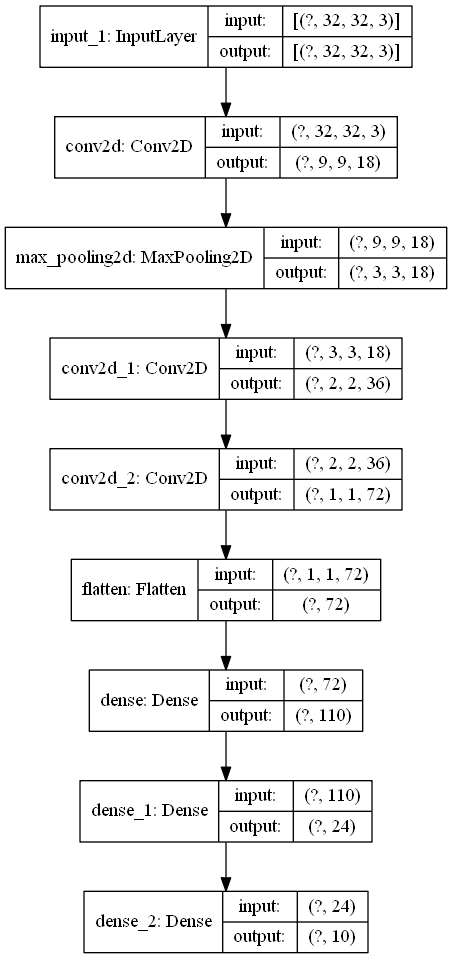 input_1: InputLayer
input: [(?, 32, 32, 3)]
output: [(?, 32, 32, 3)]
conv2d: Conv2D
input: (?, 32, 32, 3)
output: (?, 9, 9, 18)
max_pooling2d: MaxPooling2D
input: (?, 9, 9, 18)
output: (?, 3, 3, 18)
conv2d_1: Conv2D
input: (?, 3, 3, 18)
output: (?, 2, 2, 36)
conv2d_2: Conv2D
input: (?, 2, 2, 36)
output: (?, 1, 1, 72)
flatten: Flatten
input: (?, 1, 1, 72)
output: (?, 72)
dense: Dense
input: (?, 72)
output: (?, 110)
dense_1: Dense
input: (?, 110)
output: (?, 24)
dense_2: Dense
input: (?, 24)
output: (?, 10)